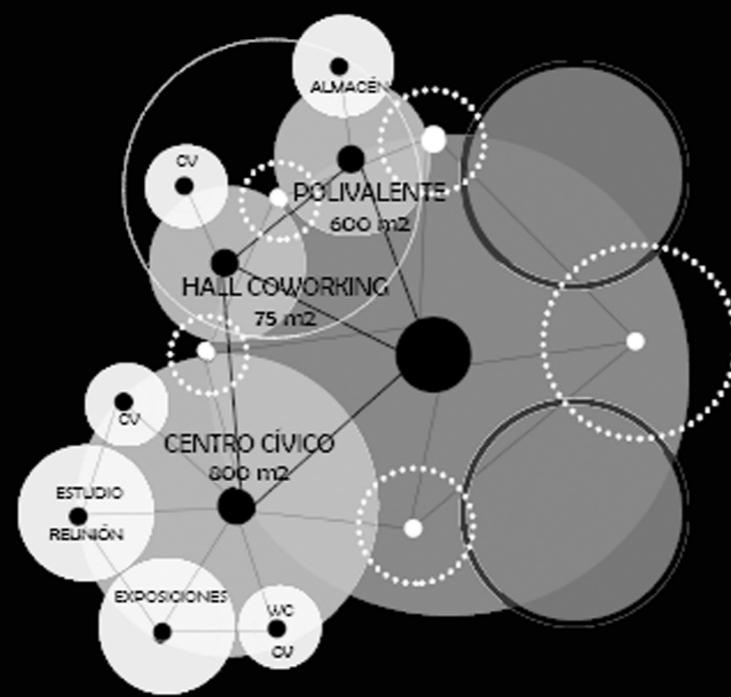 ALMACÉN
CV
POLIVALENTE
600 m2
HALL COWORKING
75 m2
CV
CENTRO CÍVICO
800 m2
ESTUDIO
REUNIÓN
EXPOSICIONES
WC
CV